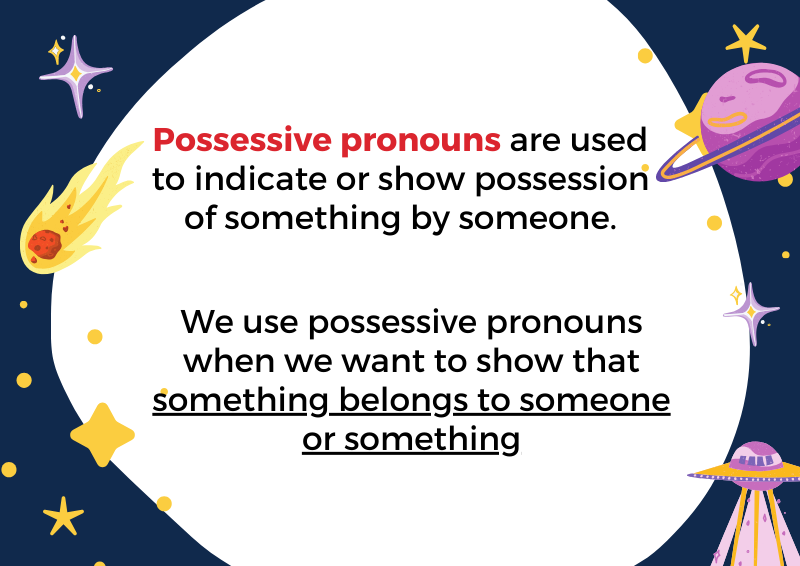 Possessive pronouns are used
to indicate or show possession
of something by someone.
We use possessive pronouns
when we want to show that
something belongs to someone
or something